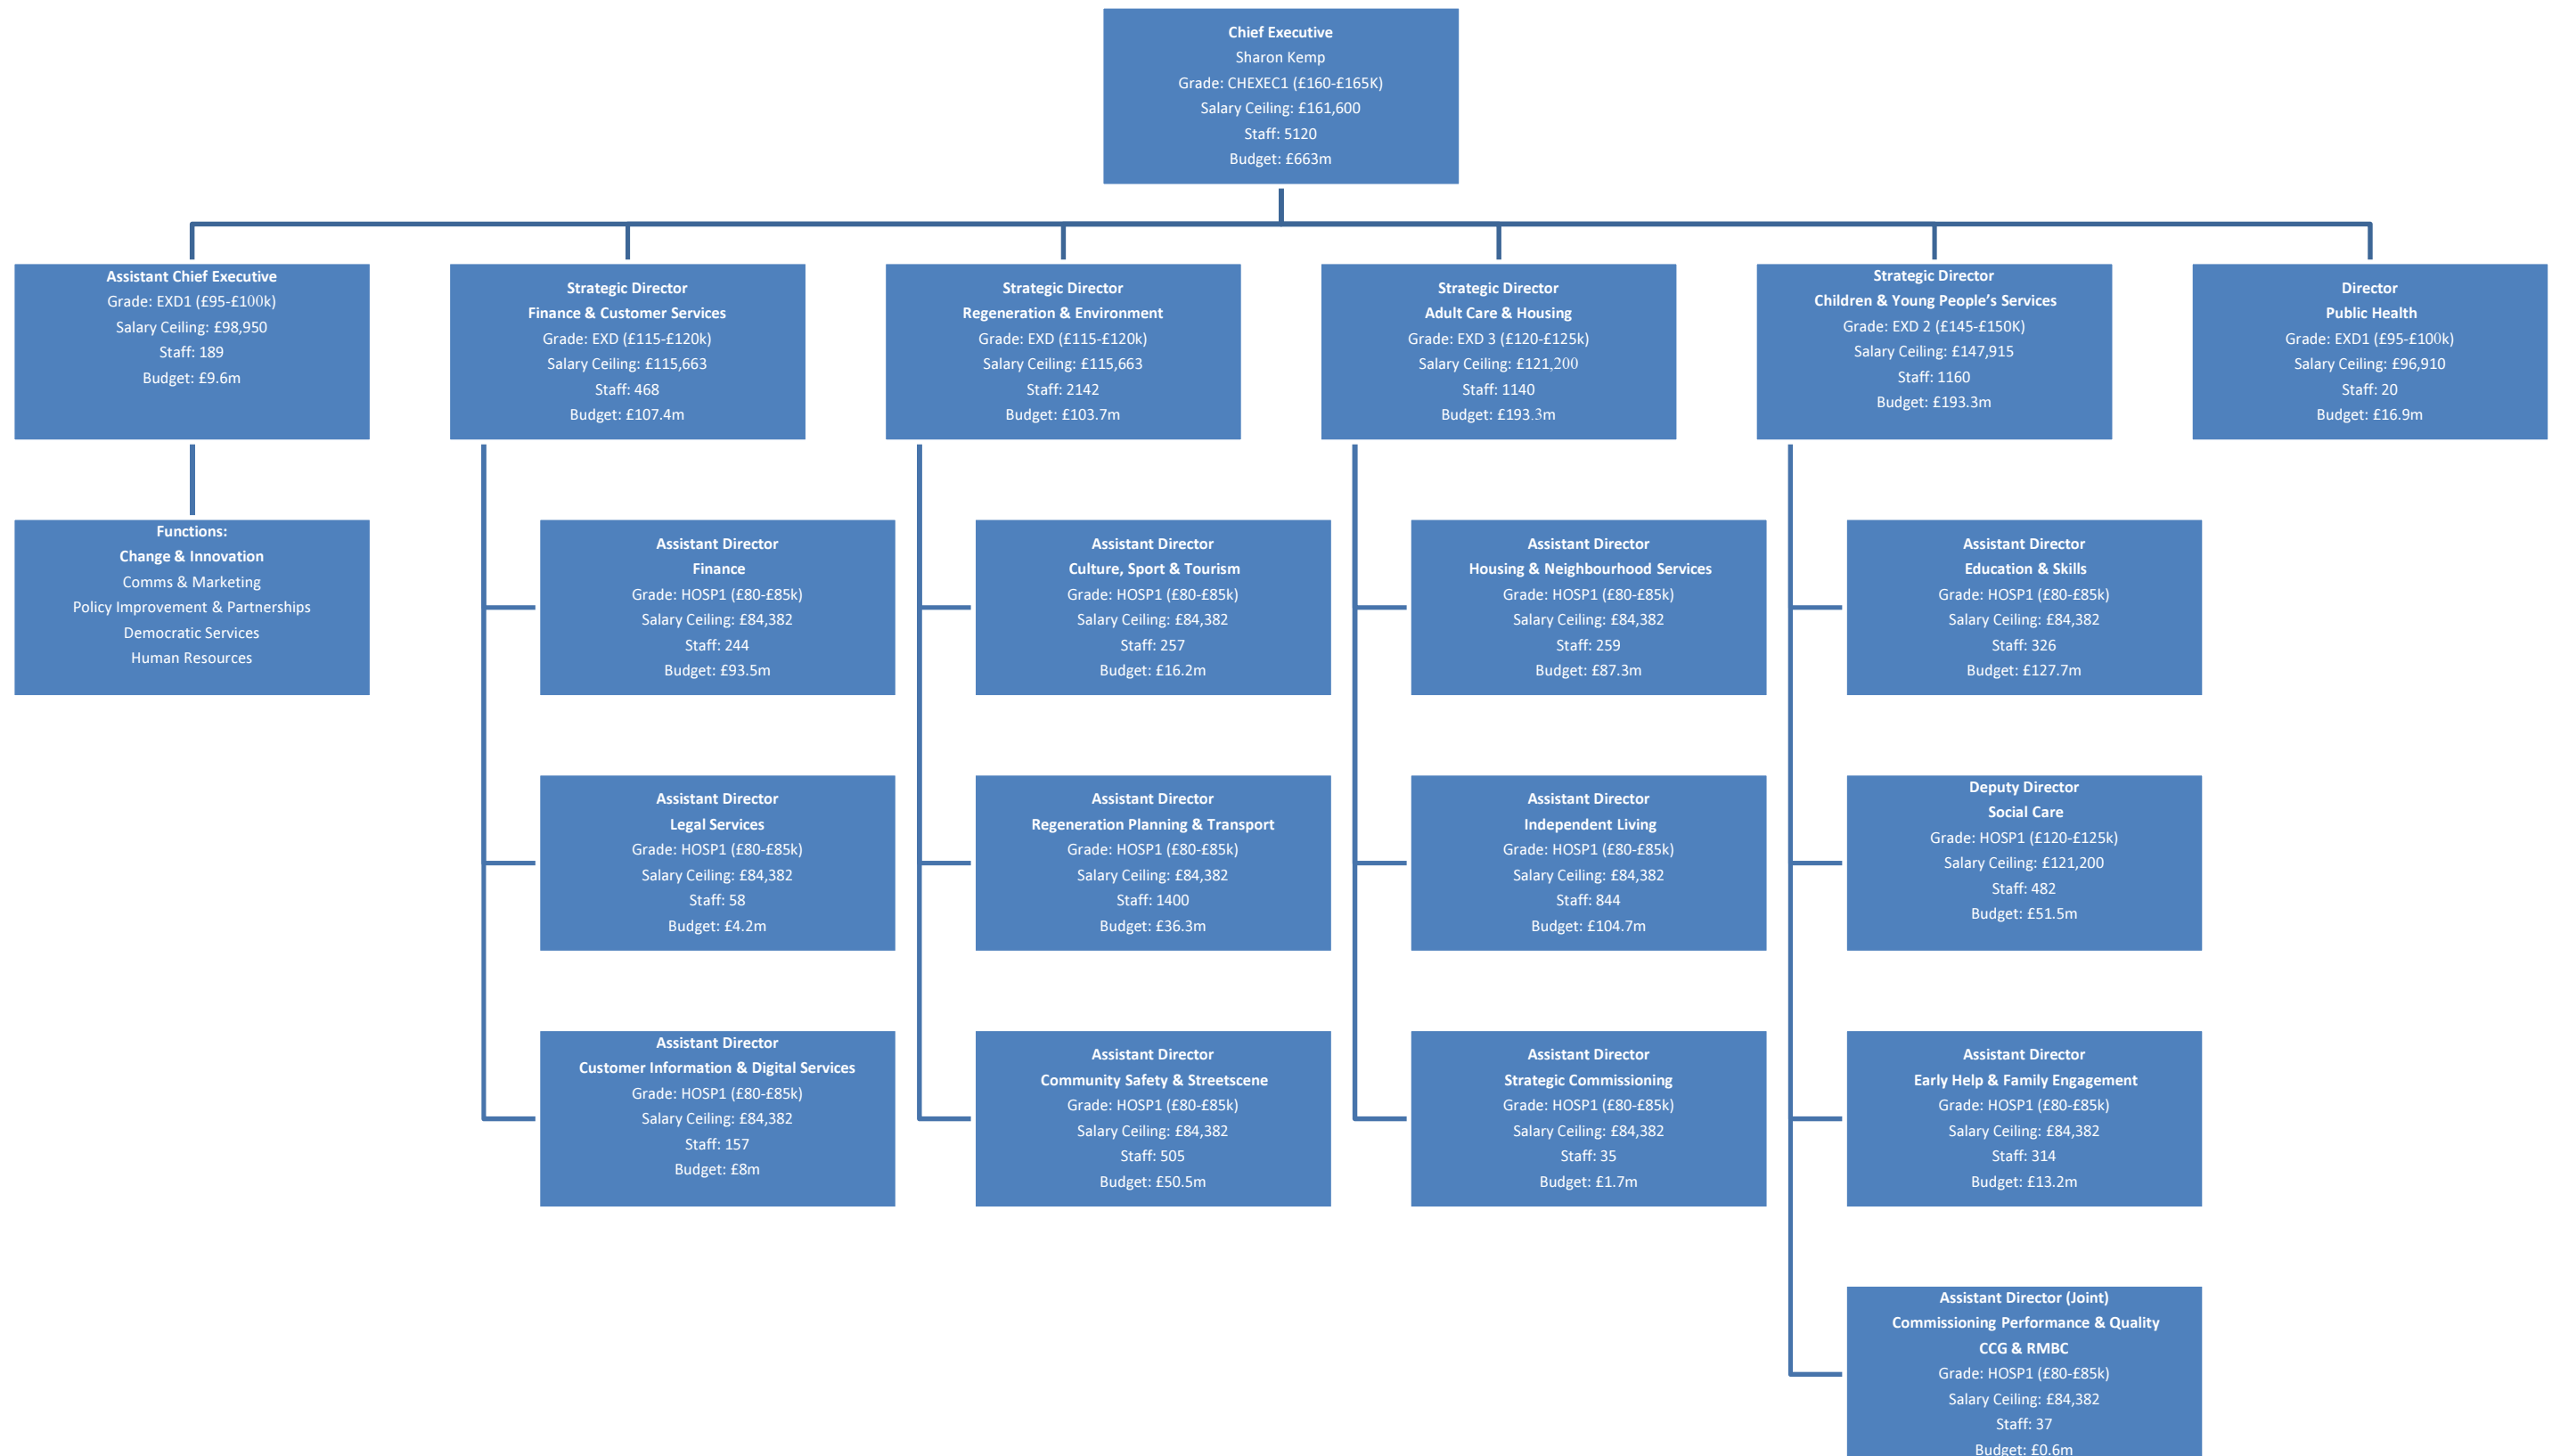 Chief Executive
Sharon Kemp
Grade: CHEXEC1 (£160-£165K)
Salary Ceiling: £161,600
Staff: 5120
Budget: £663m
Assistant Chief Executive
Grade: EXD1 (£95-£100k)
Salary Ceiling: £98,950
Staff: 189
Budget: £9.6m
Strategic Director
Finance & Customer Services
Grade: EXD (£115-£120k)
Salary Ceiling: £115,663
Staff: 468
Budget: £107.4m
Strategic Director
Regeneration & Environment
Grade: EXD (£115-£120k)
Salary Ceiling: £115,663
Staff: 2142
Budget: £103.7m
Strategic Director
Adult Care & Housing
Grade: EXD 3 (£120-£125k)
Salary Ceiling: £121,200
Staff: 1140
Budget: £193.3m
Strategic Director
Children & Young People’s Services
Grade: EXD 2 (£145-£150K)
Salary Ceiling: £147,915
Staff: 1160
Budget: £193.3m
Director
Public Health
Grade: EXD1 (£95-£100k)
Salary Ceiling: £96,910
Staff: 20
Budget: £16.9m
Functions:
Change & Innovation
Comms & Marketing
Policy Improvement & Partnerships
Democratic Services
Human Resources
Assistant Director
Finance
Grade: HOSP1 (£80-£85k)
Salary Ceiling: £84,382
Staff: 244
Budget: £93.5m
Assistant Director
Culture, Sport & Tourism
Grade: HOSP1 (£80-£85k)
Salary Ceiling: £84,382
Staff: 257
Budget: £16.2m
Assistant Director
Housing & Neighbourhood Services
Grade: HOSP1 (£80-£85k)
Salary Ceiling: £84,382
Staff: 259
Budget: £87.3m
Assistant Director
Education & Skills
Grade: HOSP1 (£80-£85k)
Salary Ceiling: £84,382
Staff: 326
Budget: £127.7m
Assistant Director
Legal Services
Grade: HOSP1 (£80-£85k)
Salary Ceiling: £84,382
Staff: 58
Budget: £4.2m
Assistant Director
Regeneration Planning & Transport
Grade: HOSP1 (£80-£85k)
Salary Ceiling: £84,382
Staff: 1400
Budget: £36.3m
Assistant Director
Independent Living
Grade: HOSP1 (£80-£85k)
Salary Ceiling: £84,382
Staff: 844
Budget: £104.7m
Deputy Director
Social Care
Grade: HOSP1 (£120-£125k)
Salary Ceiling: £121,200
Staff: 482
Budget: £51.5m
Assistant Director
Customer Information & Digital Services
Grade: HOSP1 (£80-£85k)
Salary Ceiling: £84,382
Staff: 157
Budget: £8m
Assistant Director
Community Safety & Streetscene
Grade: HOSP1 (£80-£85k)
Salary Ceiling: £84,382
Staff: 505
Budget: £50.5m
Assistant Director
Strategic Commissioning
Grade: HOSP1 (£80-£85k)
Salary Ceiling: £84,382
Staff: 35
Budget: £1.7m
Assistant Director
Early Help & Family Engagement
Grade: HOSP1 (£80-£85k)
Salary Ceiling: £84,382
Staff: 314
Budget: £13.2m
Assistant Director (Joint)
Commissioning Performance & Quality
CCG & RMBC
Grade: HOSP1 (£80-£85k)
Salary Ceiling: £84,382
Staff: 37
Budget: £0.6m